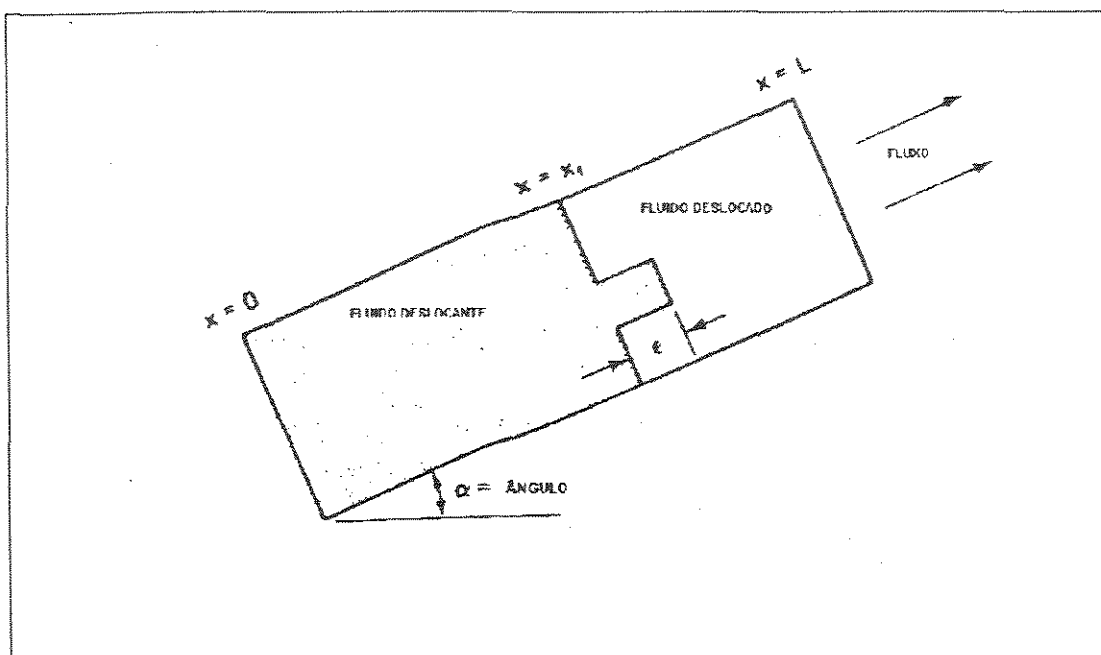 x = L
FLUXO
x = x₁
FLUIDO DESLOCADO
x = 0
FLUIDO DESLOCANTE
ε
α = ÂNGULO